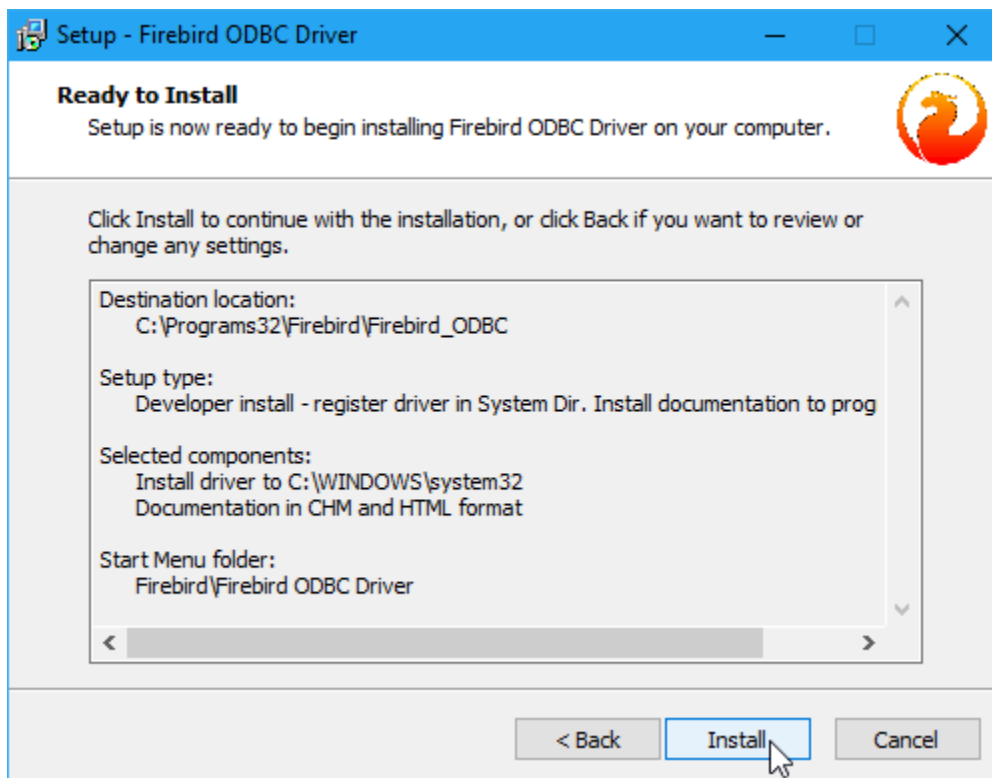 Setup - Firebird ODBC Driver
Ready to Install
Setup is now ready to begin installing Firebird ODBC Driver on your computer.
Click Install to continue with the installation, or click Back if you want to review or
change any settings.
Destination location:
C:\Programs32\Firebird\Firebird_ODBC
Setup type:
Developer install - register driver in System Dir. Install documentation to prog
Selected components:
Install driver to C:\WINDOWS\system32
Documentation in CHM and HTML format
Start Menu folder:
Firebird\Firebird ODBC Driver
< Back
Install
Cancel